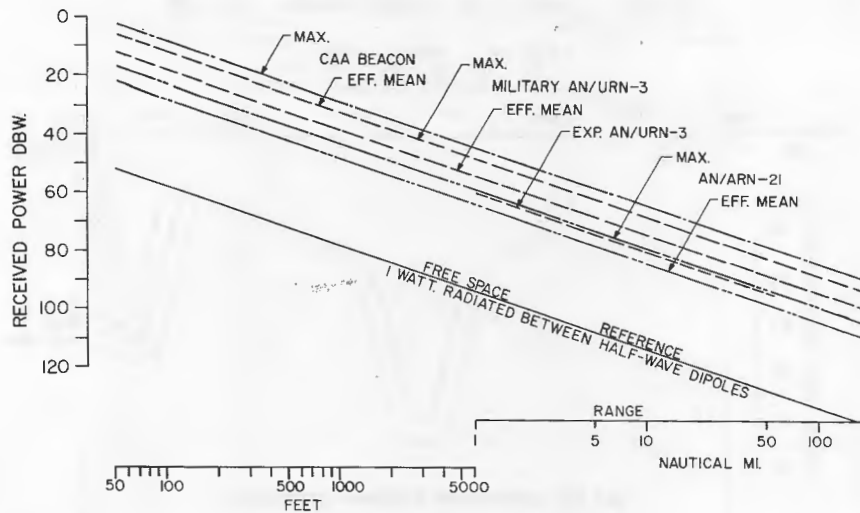 0
20
40
60
80
100
120
RECEIVED POWER DBW.
MAX.
CAA BEACON
EFF. MEAN
MAX.
MILITARY AN/URN-3
EFF. MEAN
EXP. AN/URN-3
MAX.
AN/ARN-21
EFF. MEAN
FREE SPACE REFERENCE
1 WATT. RADIATED BETWEEN HALF-WAVE DIPOLES
RANGE
1 5 10 50 100
NAUTICAL MI.
50 100 500 1000 5000
FEET